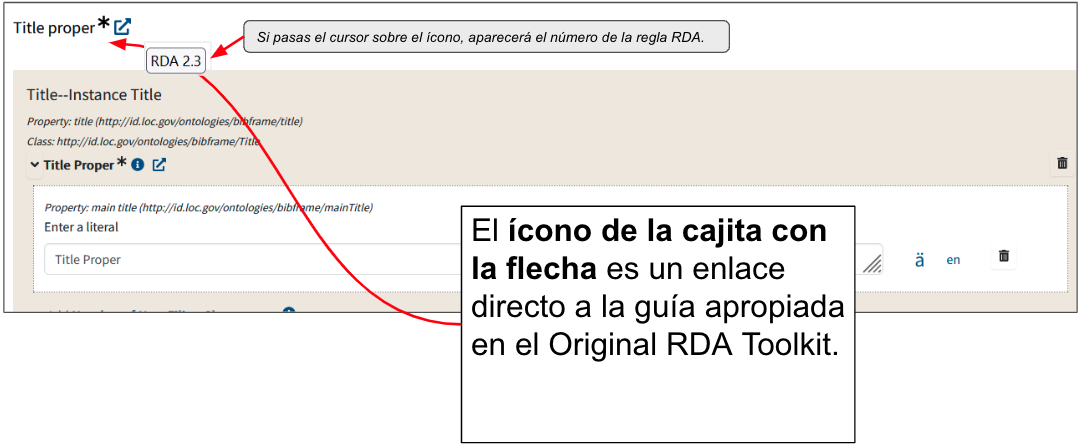 Title proper*
Si pasas el cursor sobre el ícono, aparecerá el número de la regla RDA.
RDA 2.3
Title--Instance Title
Property: title (http://id.loc.gov/ontologies/bibframe/title)
Class: http://id.loc.gov/ontologies/bibframe/Title
Title Proper*
Property: main title (http://id.loc.gov/ontologies/bibframe/mainTitle)
Enter a literal
Title Proper
ä en
El ícono de la cajita con
la flecha es un enlace
directo a la guía apropiada
en el Original RDA Toolkit.